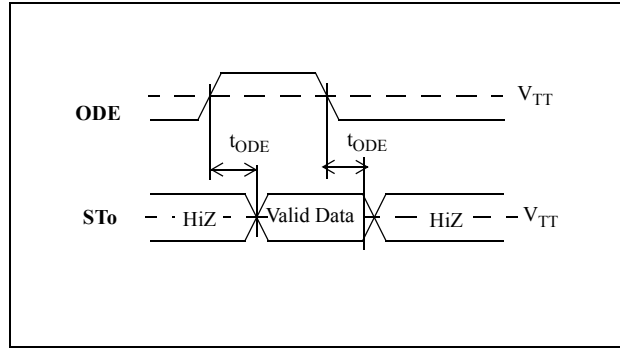 V_TT
ODE
t_ODE t_ODE
STo HiZ Valid Data HiZ V_TT